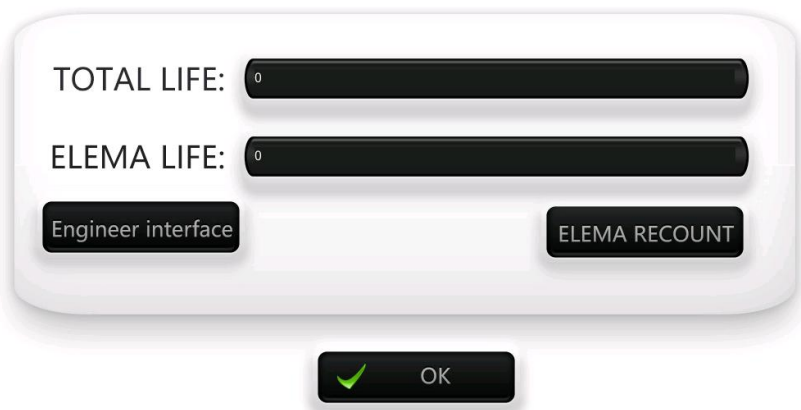 TOTAL LIFE: 0
ELEMA LIFE: 0
Engineer interface
ELEMA RECOUNT
OK